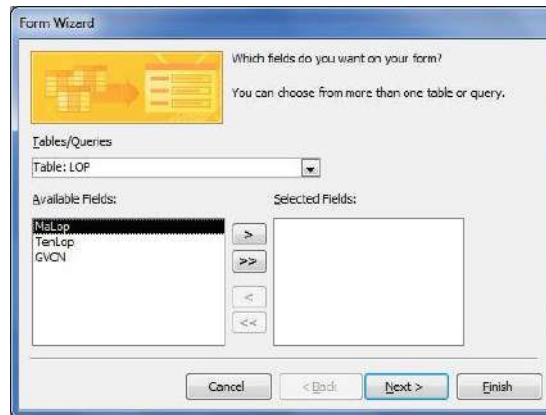 Form Wizard
Which fields do you want on your form?
You can choose from more than one table or query.
Tables/Queries
Table: LOP
Available Fields:
Selected Fields:
MaLop
TenLop
GVCN
>
>>
<
<<
Cancel
< Back
Next >
Finish